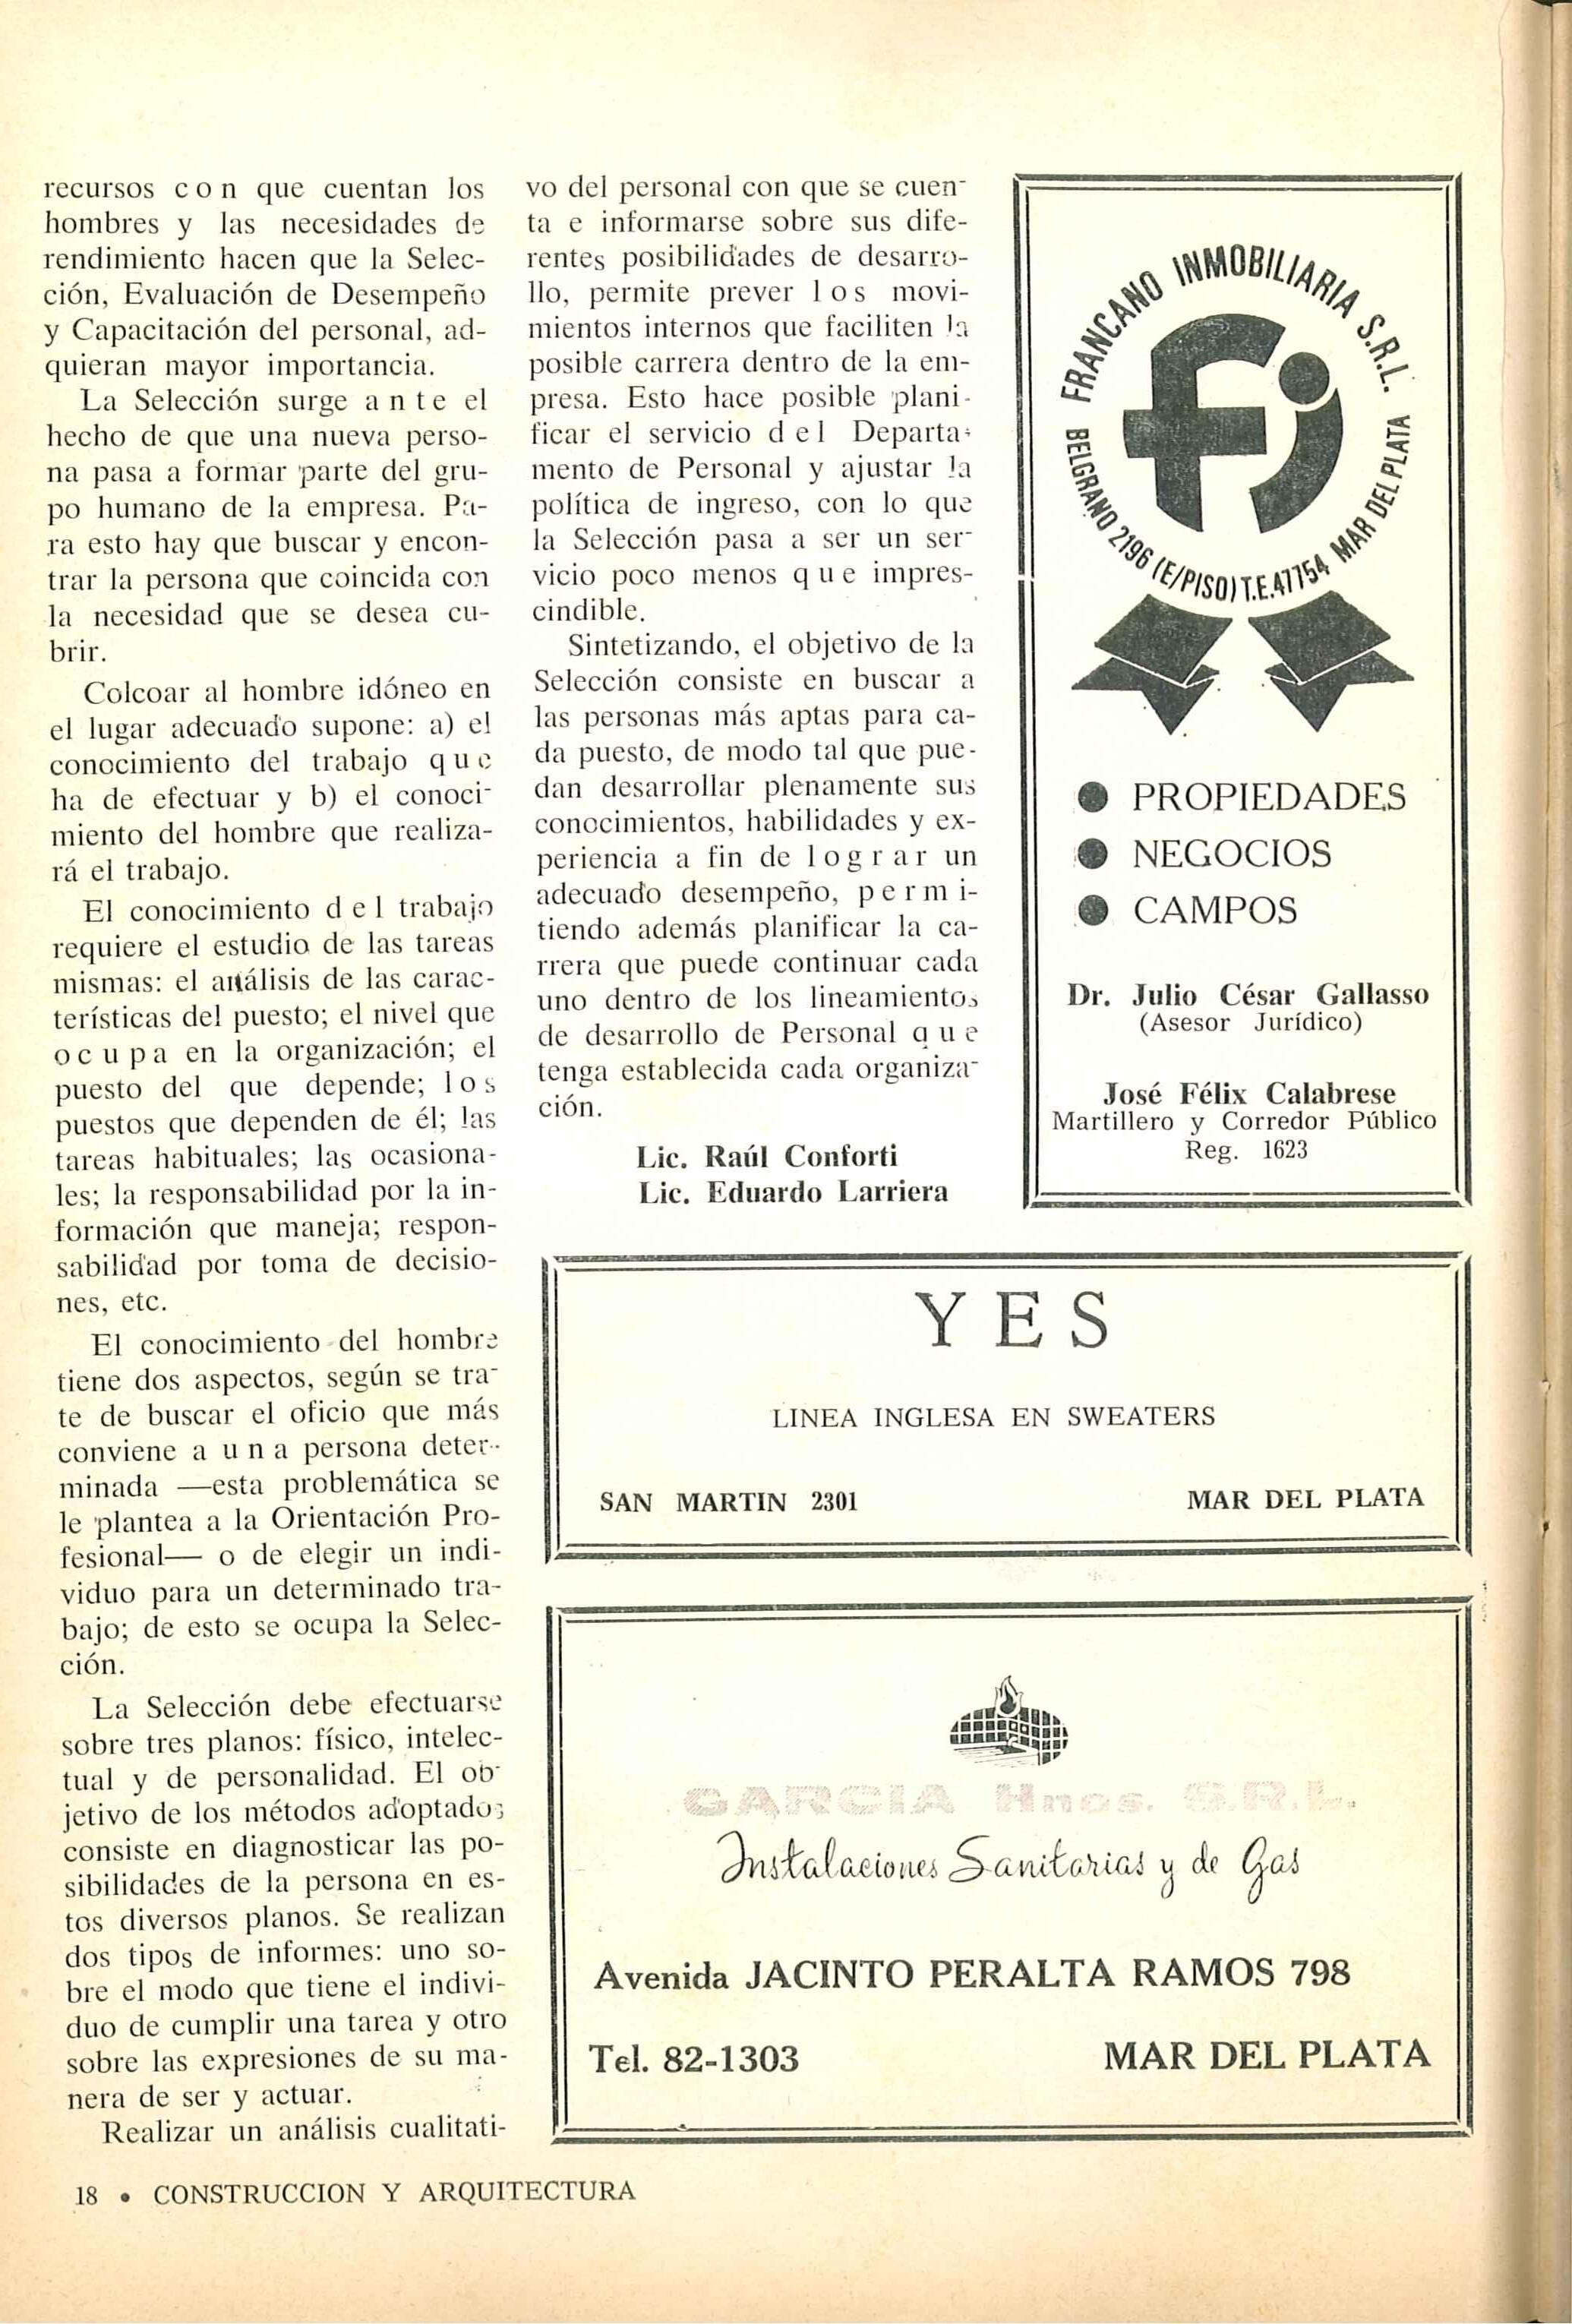 recursos con que cuentan los
hombres y las necesidades de
rendimiento hacen que la Selec-
ción, Evaluación de Desempeño
y Capacitación del personal, ad-
quieran mayor importancia.
La Selección surge ante el
hecho de que una nueva perso-
na pasa a formar parte del gru-
po humano de la empresa. Pa-
ra esto hay que buscar y encon-
trar la persona que coincida con
la necesidad que se desea cu-
brir.
Colcoar al hombre idóneo en
el lugar adecuado supone: a) el
conocimiento del trabajo que
ha de efectuar y b) el conoci-
miento del hombre que realiza-
rá el trabajo.
El conocimiento del trabajo
requiere el estudio de las tareas
mismas: el análisis de las carac-
terísticas del puesto; el nivel que
ocupa en la organización; el
puesto del que depende; los
puestos que dependen de él; las
tareas habituales; las ocasiona-
les; la responsabilidad por la in-
formación que maneja; respon-
sabilidad por toma de decisio-
nes, etc.
El conocimiento del hombre
tiene dos aspectos, según se tra-
te de buscar el oficio que más
conviene a una persona deter-
minada —esta problemática se
le plantea a la Orientación Pro-
fesional— o de elegir un indi-
viduo para un determinado tra-
bajo; de esto se ocupa la Selec-
ción.
La Selección debe efectuarse
sobre tres planos: físico, intelec-
tual y de personalidad. El ob-
jetivo de los métodos adoptados
consiste en diagnosticar las po-
sibilidades de la persona en es-
tos diversos planos. Se realizan
dos tipos de informes: uno so-
bre el modo que tiene el indivi-
duo de cumplir una tarea y otro
sobre las expresiones de su ma-
nera de ser y actuar.
Realizar un análisis cualitati-
vo del personal con que se cuen-
ta e informarse sobre sus dife-
rentes posibilidades de desarro-
llo, permite prever los movi-
mientos internos que faciliten la
posible carrera dentro de la em-
presa. Esto hace posible plani-
ficar el servicio del Departa-
mento de Personal y ajustar la
política de ingreso, con lo que
la Selección pasa a ser un ser-
vicio poco menos que impres-
cindible.
Sintetizando, el objetivo de la
Selección consiste en buscar a
las personas más aptas para ca-
da puesto, de modo tal que pue-
dan desarrollar plenamente sus
conocimientos, habilidades y ex-
periencia a fin de lograr un
adecuado desempeño, permi-
tiendo además planificar la ca-
rrera que puede continuar cada
uno dentro de los lineamientos
de desarrollo de Personal que
tenga establecida cada organiza-
ción.
Lic. Raúl Conforti
Lic. Eduardo Larriera
FRANCANO INMOBILIARIA S.R.L.
BELGRANO 2196 (E/PISO) T.E.47754 MAR DEL PLATA
● PROPIEDADES
● NEGOCIOS
● CAMPOS
Dr. Julio César Gallasso
(Asesor Jurídico)
José Félix Calabrese
Martillero y Corredor Público
Reg. 1623
YES
LINEA INGLESA EN SWEATERS
SAN MARTIN 2301 MAR DEL PLATA
GARCIA Hnos. S.R.L.
Instalaciones Sanitarias y de Gas
Avenida JACINTO PERALTA RAMOS 798
Tel. 82-1303 MAR DEL PLATA
18 • CONSTRUCCION Y ARQUITECTURA